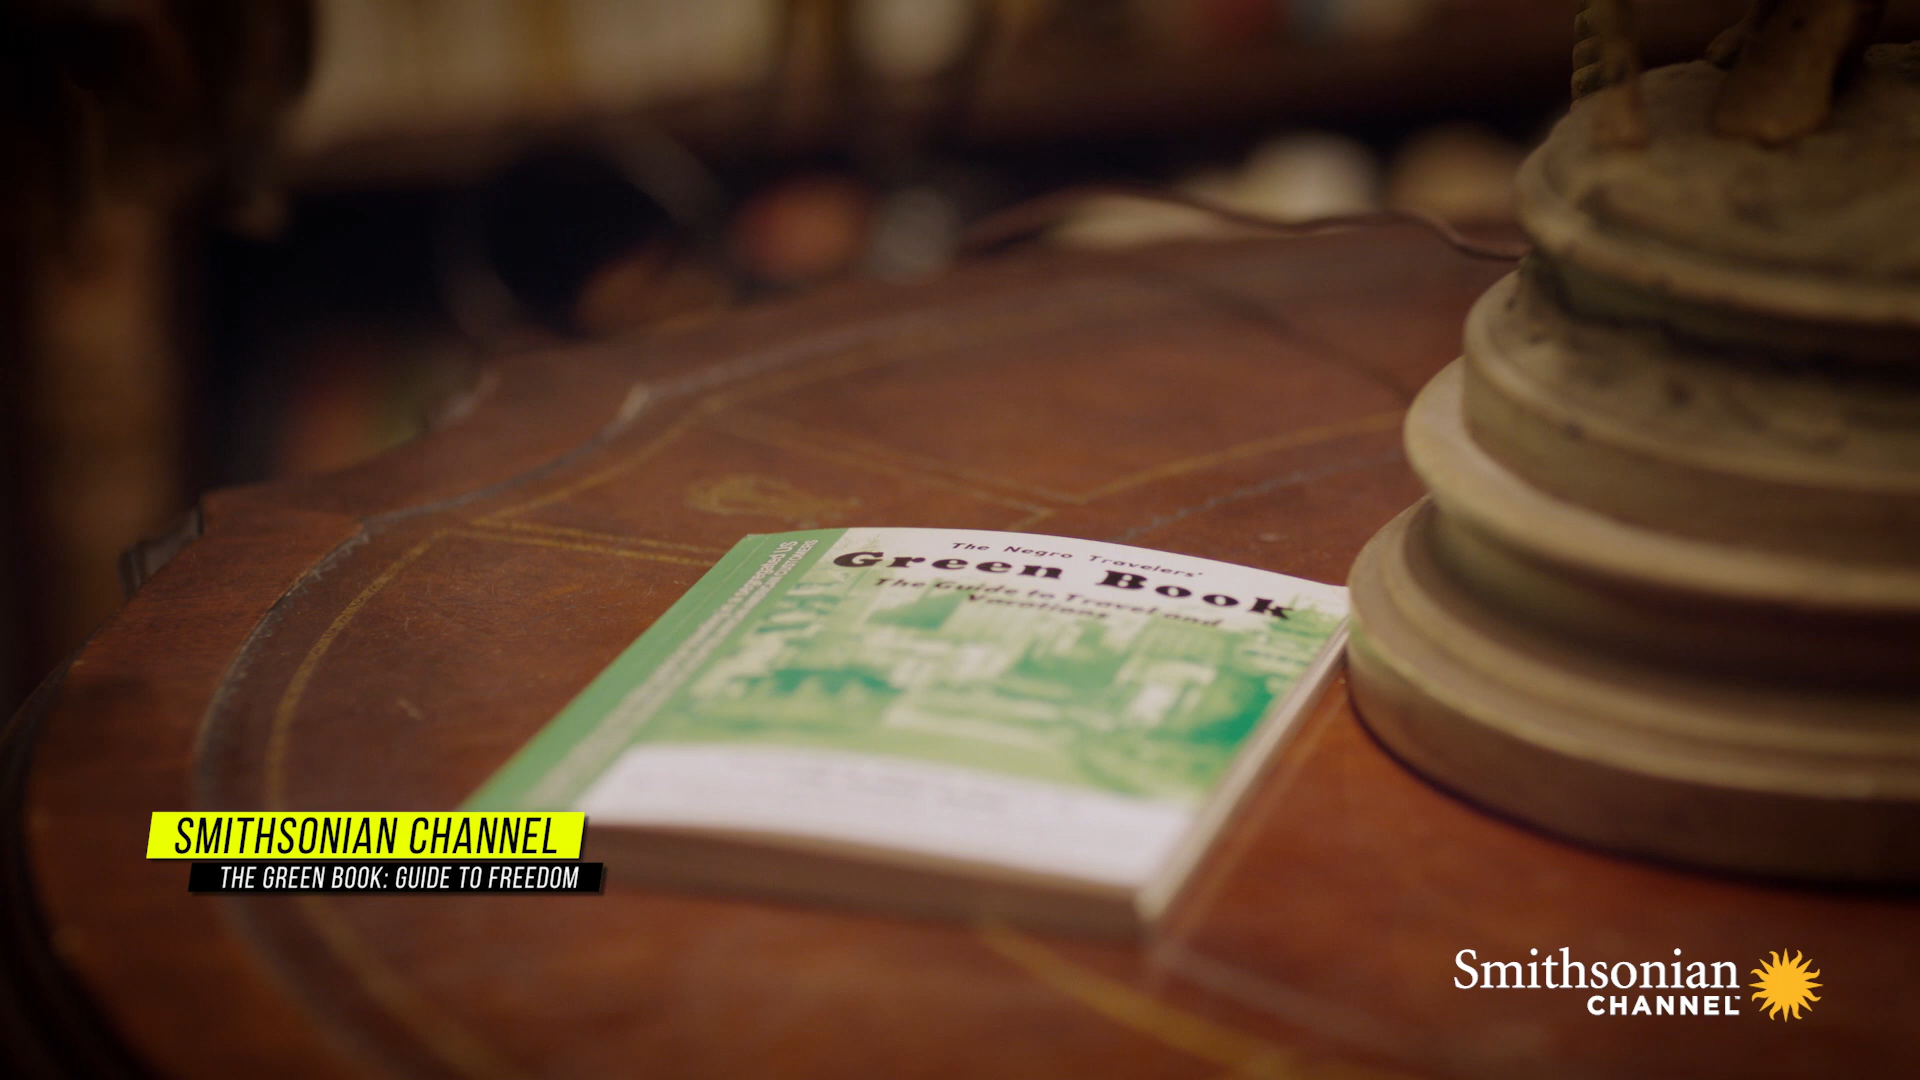 The Negro Travelers'
Green Book
The Guide to Travel and
Vacations
SMITHSONIAN CHANNEL
THE GREEN BOOK: GUIDE TO FREEDOM
Smithsonian
CHANNEL